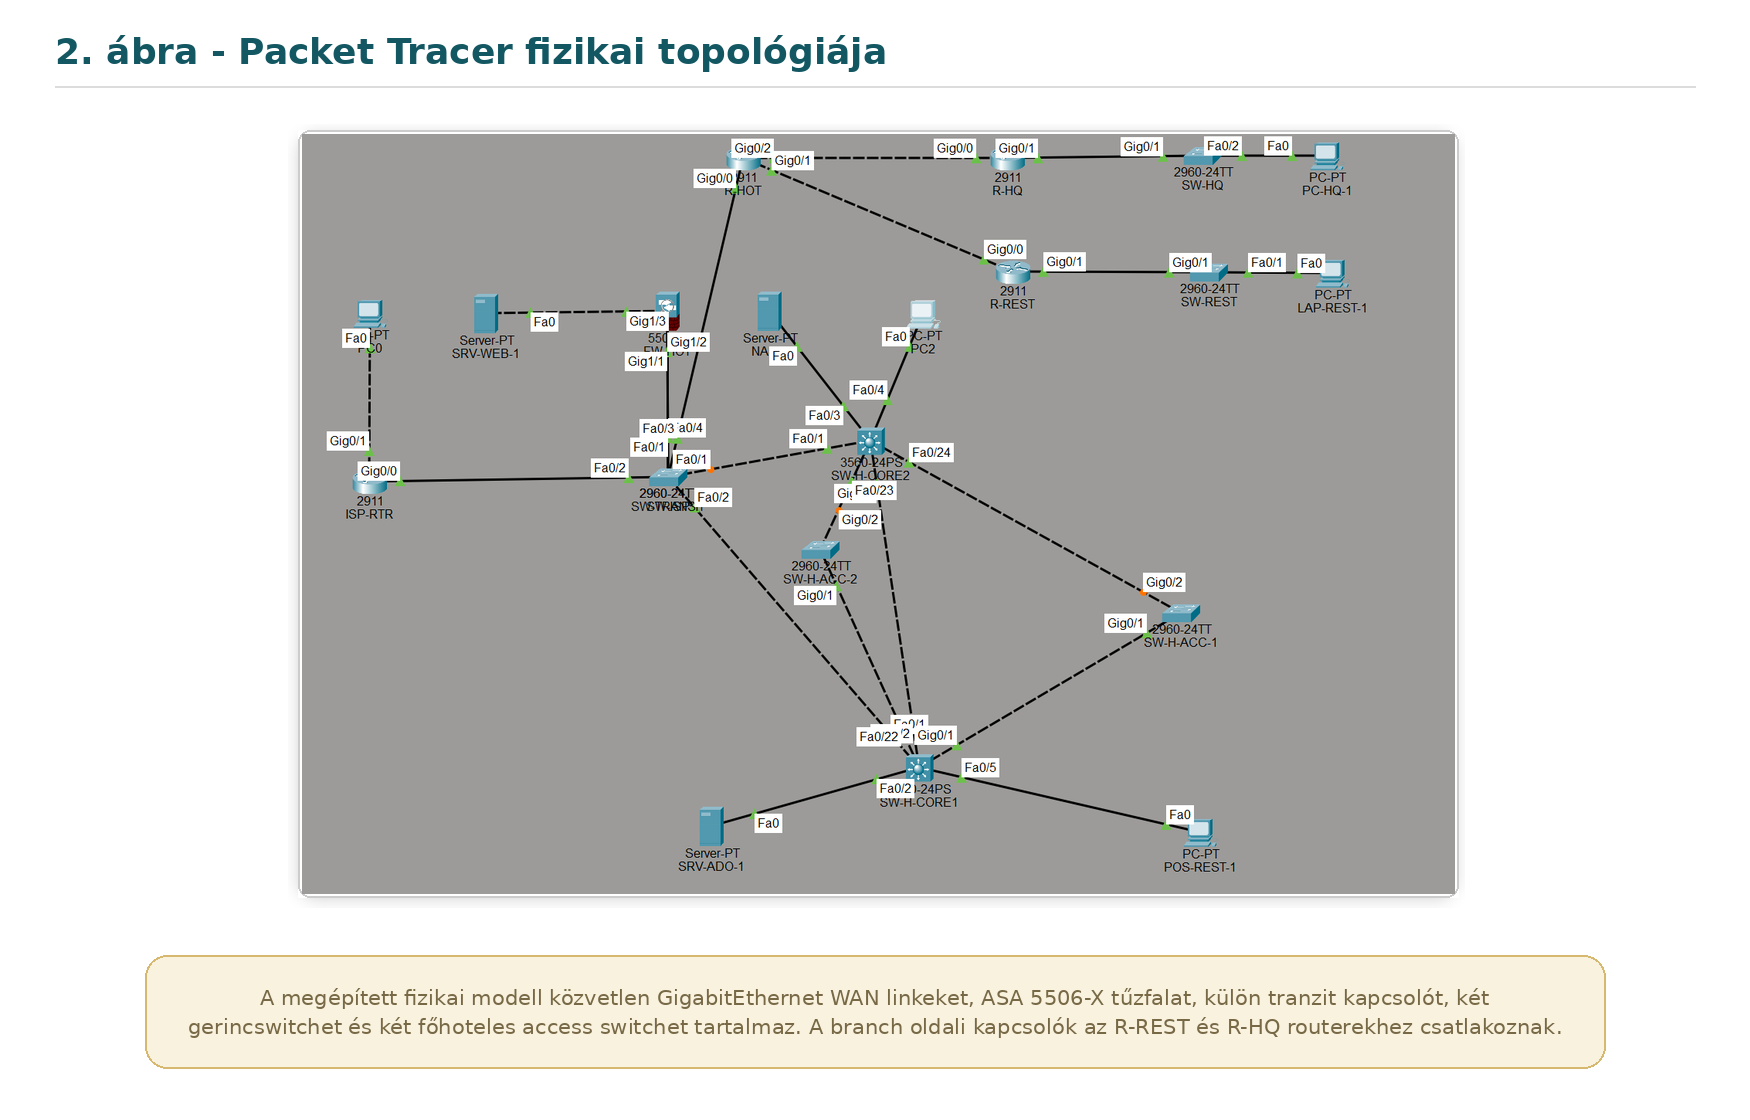 2. ábra - Packet Tracer fizikai topológiája
Gig0/2
Gig0/1
Gig0/0
R-HOT
Gig0/0
Gig0/1
2911
R-HQ
Gig0/1
Fa0/2
2960-24TT
SW-HQ
Fa0
PC-PT
PC-HQ-1
Gig0/0
Gig0/1
2911
R-REST
Gig0/1
Fa0/1
2960-24TT
SW-REST
Fa0
PC-PT
LAP-REST-1
Fa0
Server-PT
SRV-WEB-1
Fa0
Gig1/3
Gig1/2
Gig1/1
Server-PT
Fa0
Fa0
PC2
Fa0/4
Fa0/3
Fa0/1
Fa0/24
3560-24PS
SW-H-CORE2
Fa0/23
Gig0/1
Gig0/0
2911
ISP-RTR
Fa0/2
Fa0/3
Fa0/1
Fa0/1
Fa0/2
Gig0/2
2960-24TT
SW-H-ACC-2
Gig0/1
Gig0/2
Gig0/1
2960-24TT
SW-H-ACC-1
Fa0/1
Fa0/22
Gig0/1
Fa0/5
Fa0/2
SW-H-CORE1
Fa0
Server-PT
SRV-ADO-1
Fa0
PC-PT
POS-REST-1
A megépített fizikai modell közvetlen GigabitEthernet WAN linkeket, ASA 5506-X tűzfalat, külön tranzit kapcsolót, két
gerincswitchet és két főhoteles access switchet tartalmaz. A branch oldali kapcsolók az R-REST és R-HQ routerekhez csatlakoznak.